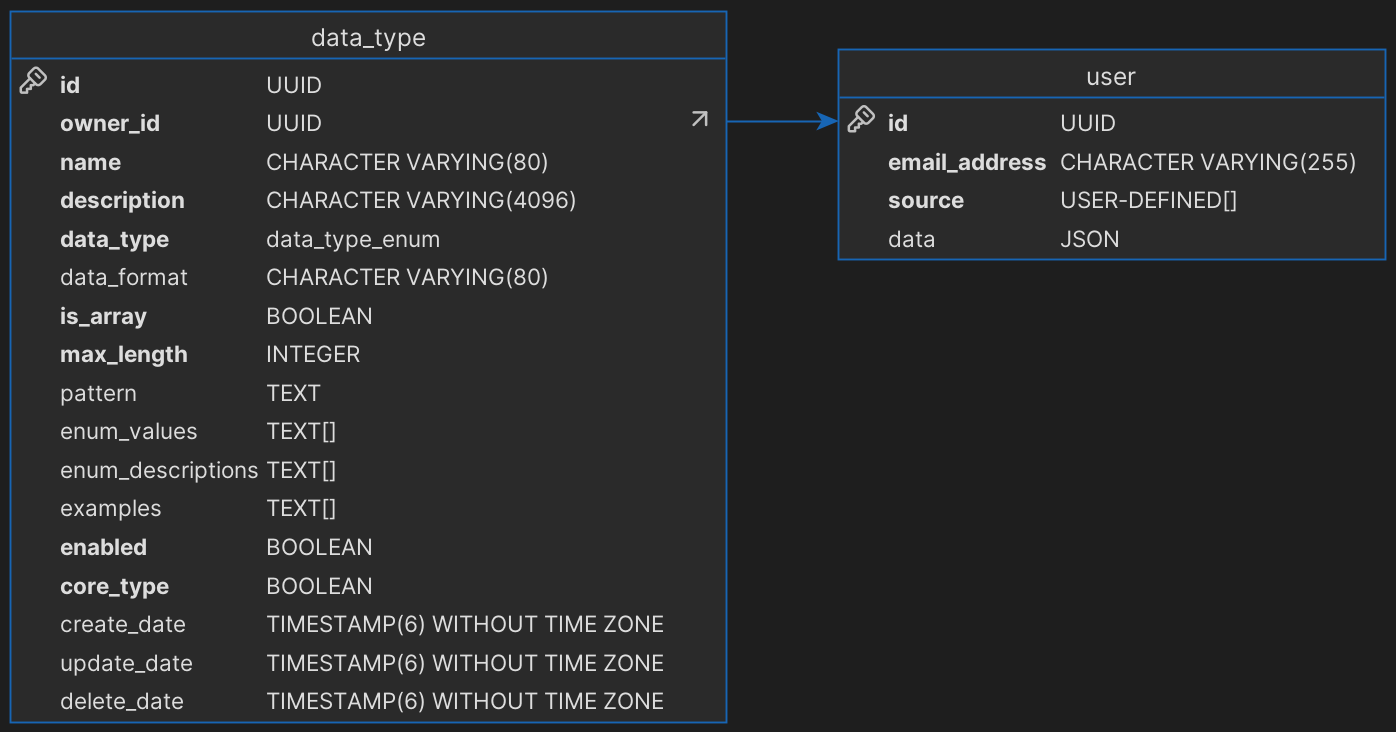 data_type
id UUID
owner_id UUID
name CHARACTER VARYING(80)
description CHARACTER VARYING(4096)
data_type data_type_enum
data_format CHARACTER VARYING(80)
is_array BOOLEAN
max_length INTEGER
pattern TEXT
enum_values TEXT[]
enum_descriptions TEXT[]
examples TEXT[]
enabled BOOLEAN
core_type BOOLEAN
create_date TIMESTAMP(6) WITHOUT TIME ZONE
update_date TIMESTAMP(6) WITHOUT TIME ZONE
delete_date TIMESTAMP(6) WITHOUT TIME ZONE
user
id UUID
email_address CHARACTER VARYING(255)
source USER-DEFINED[]
data JSON